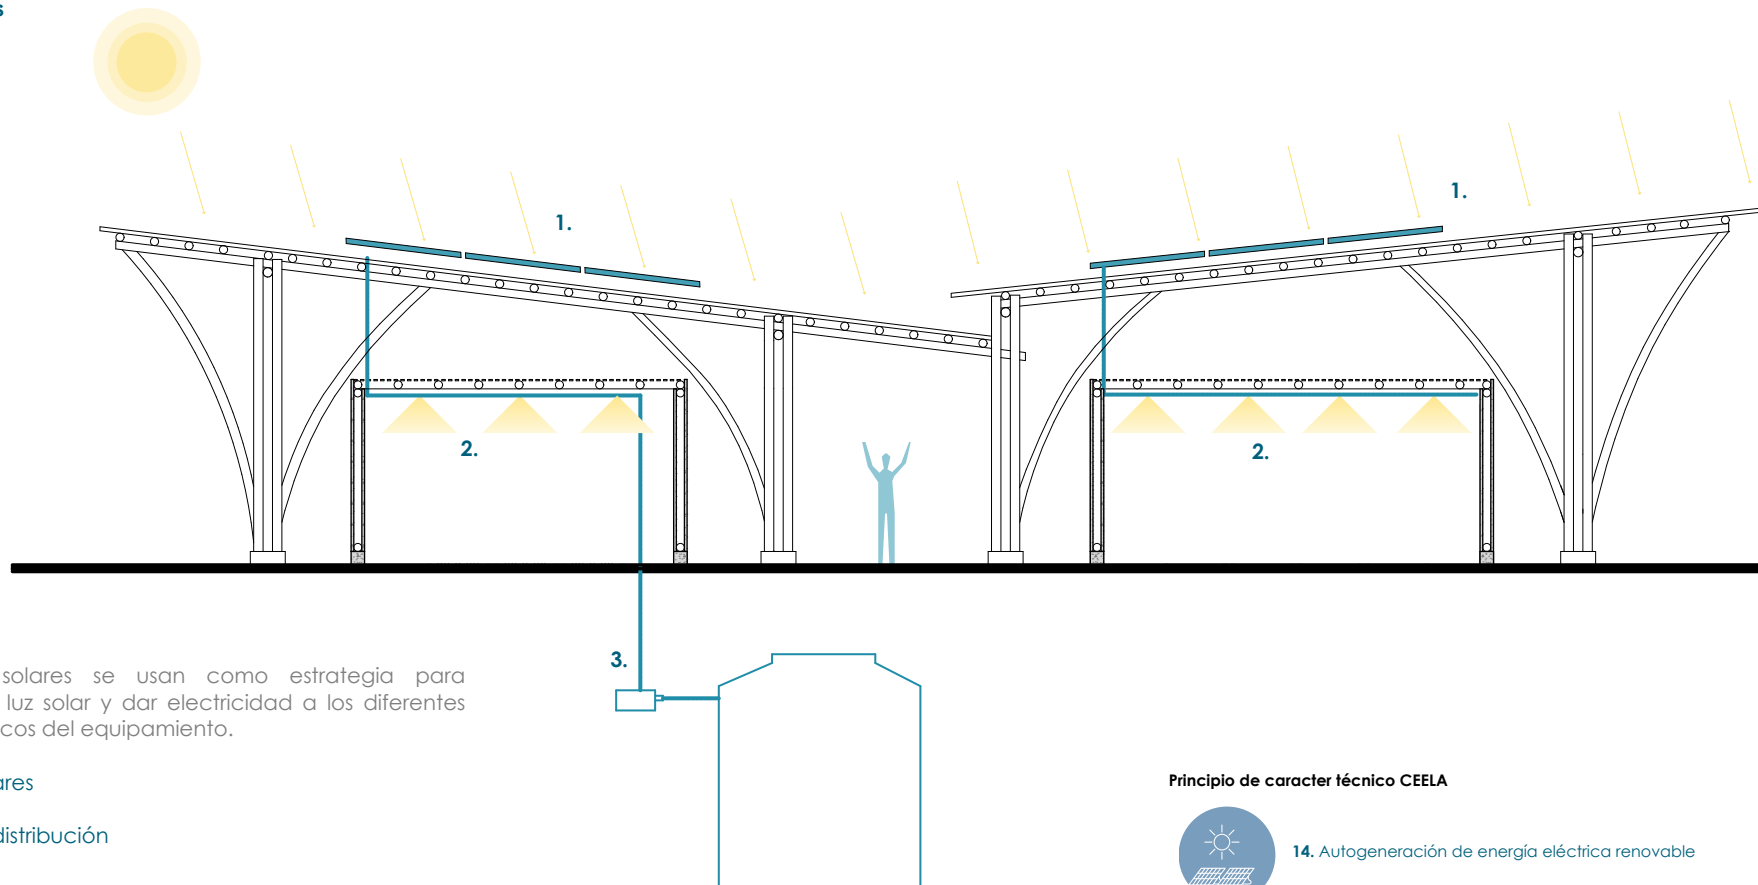 1.
1.
2.
2.
3.
solares se usan como estrategia para
luz solar y dar electricidad a los diferentes
cos del equipamiento.
ares
distribución
Principio de caracter técnico CEELA
14. Autogeneración de energía eléctrica renovable